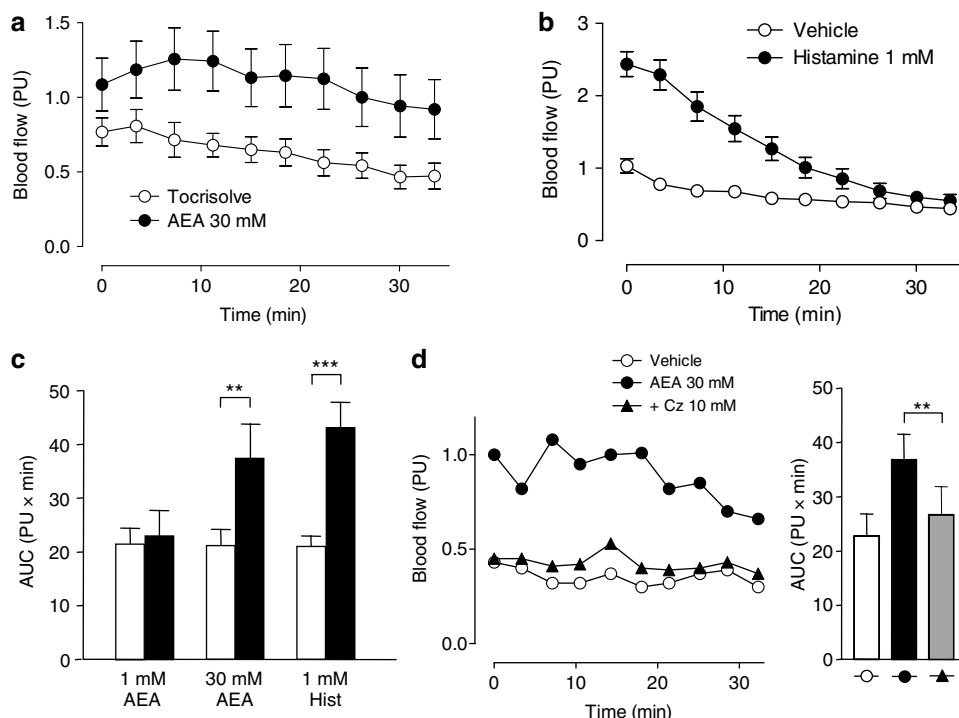 a
1.5
1.0
0.5
0.0
Blood flow (PU)
Tocrisolve
AEA 30 mM
0
10
20
30
Time (min)
b
3
2
1
0
Blood flow (PU)
Vehicle
Histamine 1 mM
0
10
20
30
Time (min)
c
50
40
30
20
10
0
AUC (PU × min)
**
***
1 mM
AEA
30 mM
AEA
1 mM
Hist
d
Vehicle
AEA 30 mM
+ Cz 10 mM
1.0
0.5
0.0
Blood flow (PU)
0
10
20
30
Time (min)
50
40
30
20
10
0
AUC (PU × min)
**